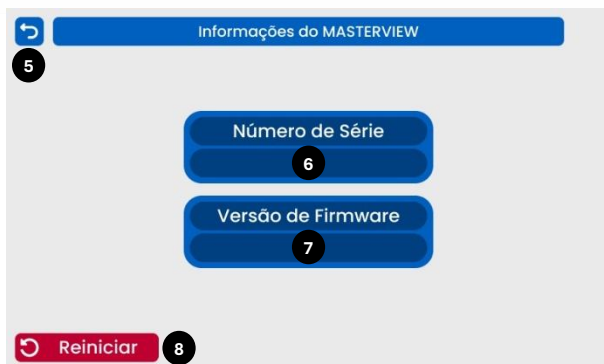 Informações do MASTERVIEW
5
Número de Série
6
Versão de Firmware
7
Reiniciar 8